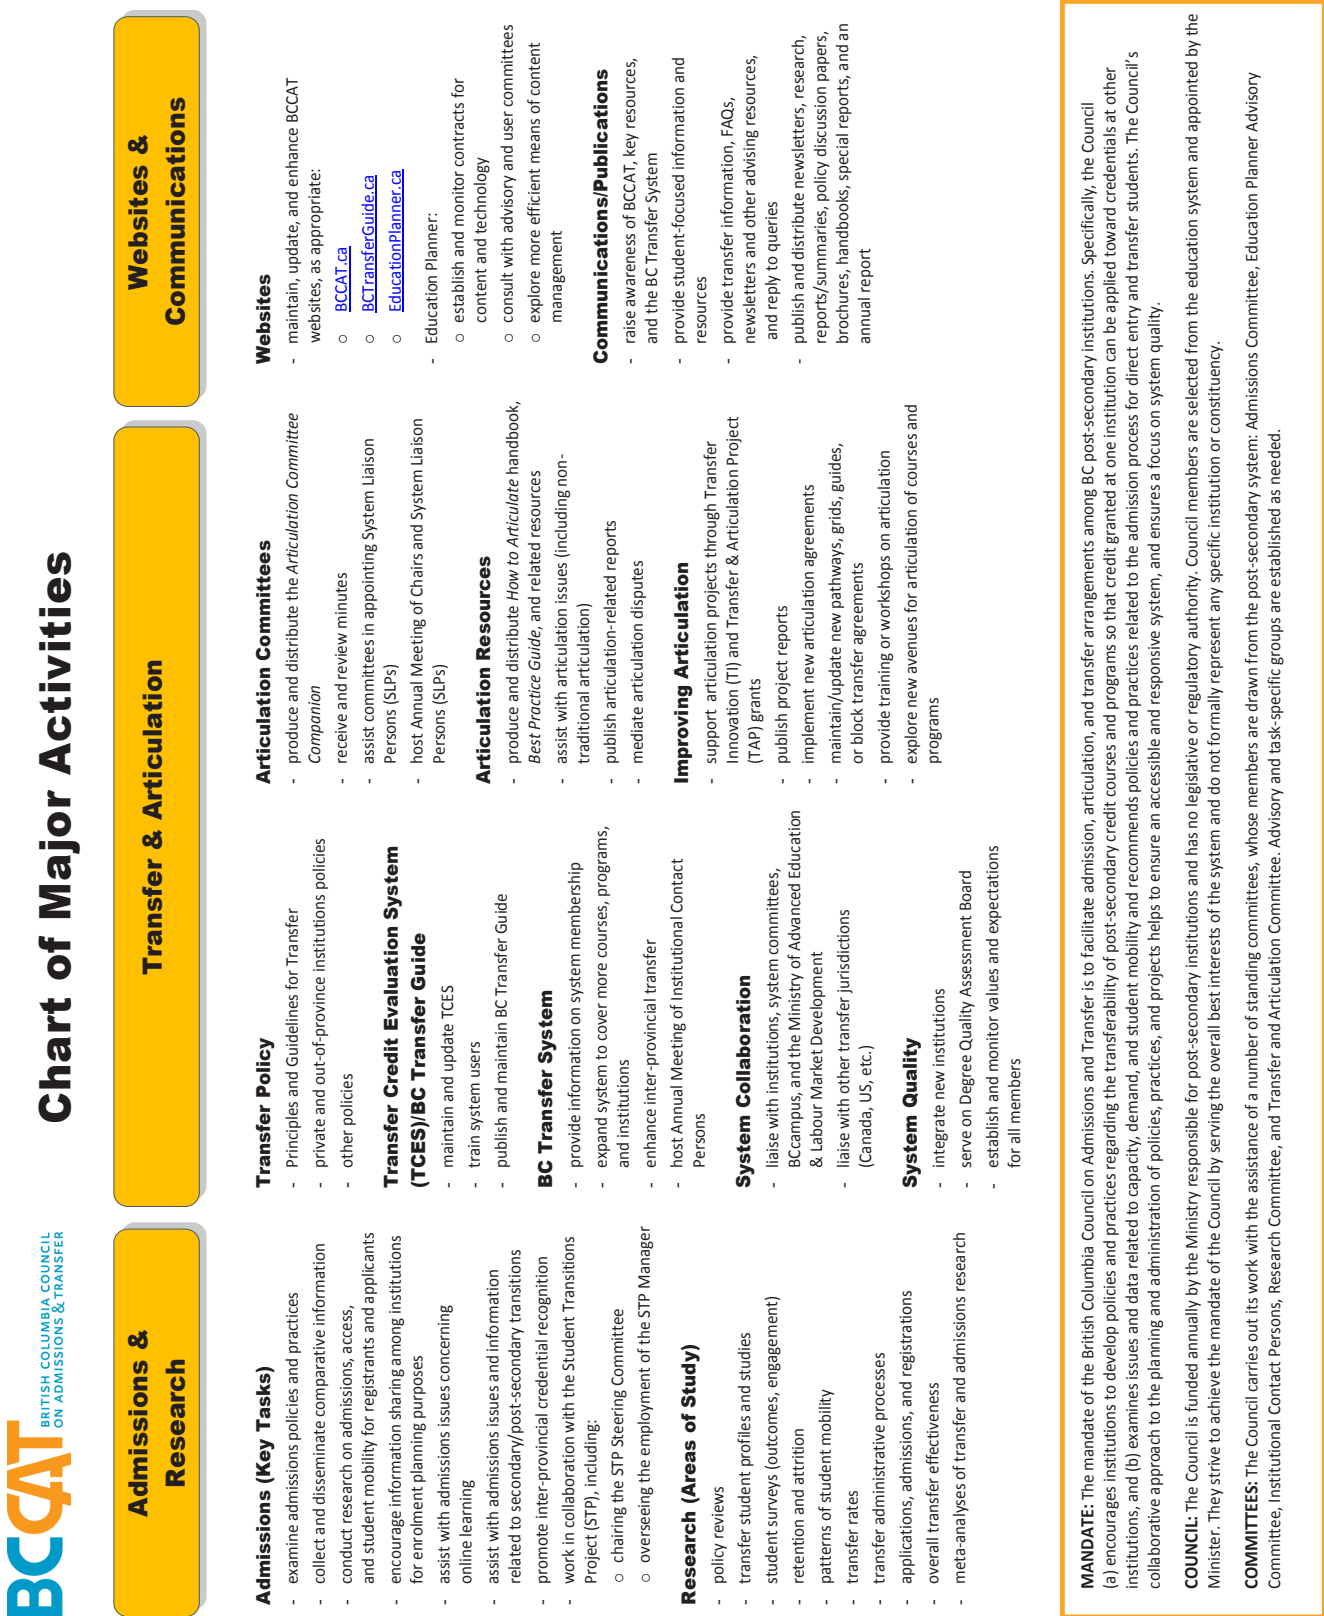 BCCAT
BRITISH COLUMBIA COUNCIL
ON ADMISSIONS & TRANSFER
Chart of Major Activities
Admissions &
Research
Admissions (Key Tasks)
- examine admissions policies and practices
- collect and disseminate comparative information
- conduct research on admissions, access,
and student mobility for registrants and applicants
- encourage information sharing among institutions
for enrolment planning purposes
- assist with admissions issues concerning
online learning
- assist with admissions issues and information
related to secondary/post-secondary transitions
- promote inter-provincial credential recognition
- work in collaboration with the Student Transitions
Project (STP), including:
○ chairing the STP Steering Committee
○ overseeing the employment of the STP Manager
Research (Areas of Study)
- policy reviews
- transfer student profiles and studies
- student surveys (outcomes, engagement)
- retention and attrition
- patterns of student mobility
- transfer rates
- transfer administrative processes
- applications, admissions, and registrations
- overall transfer effectiveness
- meta-analyses of transfer and admissions research
Transfer & Articulation
Transfer Policy
- Principles and Guidelines for Transfer
- private and out-of-province institutions policies
- other policies
Transfer Credit Evaluation System
(TCES)/BC Transfer Guide
- maintain and update TCES
- train system users
- publish and maintain BC Transfer Guide
BC Transfer System
- provide information on system membership
- expand system to cover more courses, programs,
and institutions
- enhance inter-provincial transfer
- host Annual Meeting of Institutional Contact
Persons
System Collaboration
- liaise with institutions, system committees,
BCcampus, and the Ministry of Advanced Education
& Labour Market Development
- liaise with other transfer jurisdictions
(Canada, US, etc.)
System Quality
- integrate new institutions
- serve on Degree Quality Assessment Board
- establish and monitor values and expectations
for all members
Articulation Committees
- produce and distribute the Articulation Committee
Companion
- receive and review minutes
- assist committees in appointing System Liaison
Persons (SLPs)
- host Annual Meeting of Chairs and System Liaison
Persons (SLPs)
Articulation Resources
- produce and distribute How to Articulate handbook,
Best Practice Guide, and related resources
- assist with articulation issues (including non-
traditional articulation)
- publish articulation-related reports
- mediate articulation disputes
Improving Articulation
- support articulation projects through Transfer
Innovation (TI) and Transfer & Articulation Project
(TAP) grants
- publish project reports
- implement new articulation agreements
- maintain/update new pathways, grids, guides,
or block transfer agreements
- provide training or workshops on articulation
- explore new avenues for articulation of courses and
programs
Websites &
Communications
Websites
- maintain, update, and enhance BCCAT
websites, as appropriate:
○ BCCAT.ca
○ BCTransferGuide.ca
○ EducationPlanner.ca
- Education Planner:
○ establish and monitor contracts for
content and technology
○ consult with advisory and user committees
○ explore more efficient means of content
management
Communications/Publications
- raise awareness of BCCAT, key resources,
and the BC Transfer System
- provide student-focused information and
resources
- provide transfer information, FAQs,
newsletters and other advising resources,
and reply to queries
- publish and distribute newsletters, research,
reports/summaries, policy discussion papers,
brochures, handbooks, special reports, and an
annual report
MANDATE: The mandate of the British Columbia Council on Admissions and Transfer is to facilitate admission, articulation, and transfer arrangements among BC post-secondary institutions. Specifically, the Council
(a) encourages institutions to develop policies and practices regarding the transferability of post-secondary credit courses and programs so that credit granted at one institution can be applied toward credentials at other
institutions, and (b) examines issues and data related to capacity, demand, and student mobility and recommends policies and practices related to the admission process for direct entry and transfer students. The Council's
collaborative approach to the planning and administration of policies, practices, and projects helps to ensure an accessible and responsive system, and ensures a focus on system quality.
COUNCIL: The Council is funded annually by the Ministry responsible for post-secondary institutions and has no legislative or regulatory authority. Council members are selected from the education system and appointed by the
Minister. They strive to achieve the mandate of the Council by serving the overall best interests of the system and do not formally represent any specific institution or constituency.
COMMITTEES: The Council carries out its work with the assistance of a number of standing committees, whose members are drawn from the post-secondary system: Admissions Committee, Education Planner Advisory
Committee, Institutional Contact Persons, Research Committee, and Transfer and Articulation Committee. Advisory and task-specific groups are established as needed.